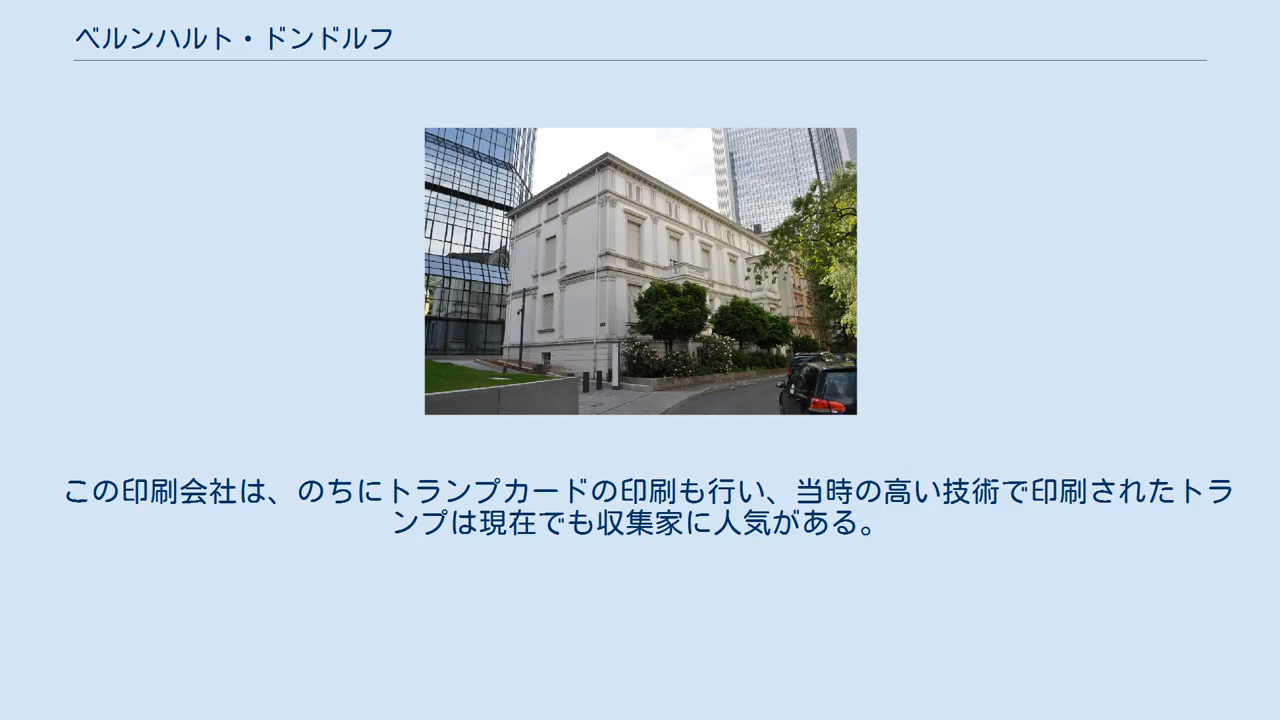 ベルンハルト・ドンドルフ
この印刷会社は、のちにトランプカードの印刷も行い、当時の高い技術で印刷されたトラ
ンプは現在でも収集家に人気がある。